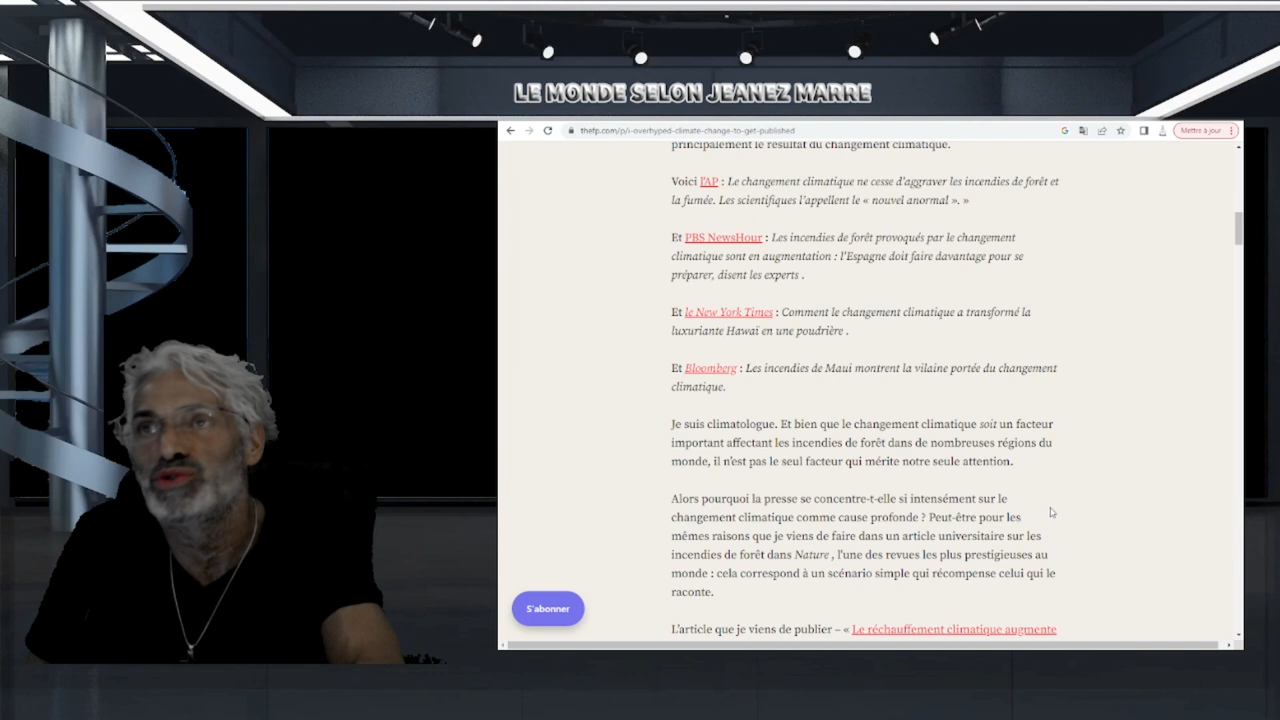 LE MONDE SELON JEANEZ MARRE
thefp.com/p/i-overhyped-climate-change-to-get-published
Mettre à jour
principalement le résultat du changement climatique.
Voici l'AP : Le changement climatique ne cesse d'aggraver les incendies de forêt et
la fumée. Les scientifiques l'appellent le « nouvel anormal ». »
Et PBS NewsHour : Les incendies de forêt provoqués par le changement
climatique sont en augmentation : l'Espagne doit faire davantage pour se
préparer, disent les experts .
Et le New York Times : Comment le changement climatique a transformé la
luxuriante Hawaï en une poudrière .
Et Bloomberg : Les incendies de Maui montrent la vilaine portée du changement
climatique.
Je suis climatologue. Et bien que le changement climatique soit un facteur
important affectant les incendies de forêt dans de nombreuses régions du
monde, il n'est pas le seul facteur qui mérite notre seule attention.
Alors pourquoi la presse se concentre-t-elle si intensément sur le
changement climatique comme cause profonde ? Peut-être pour les
mêmes raisons que je viens de faire dans un article universitaire sur les
incendies de forêt dans Nature , l'une des revues les plus prestigieuses au
monde : cela correspond à un scénario simple qui récompense celui qui le
raconte.
S'abonner
L'article que je viens de publier – « Le réchauffement climatique augmente